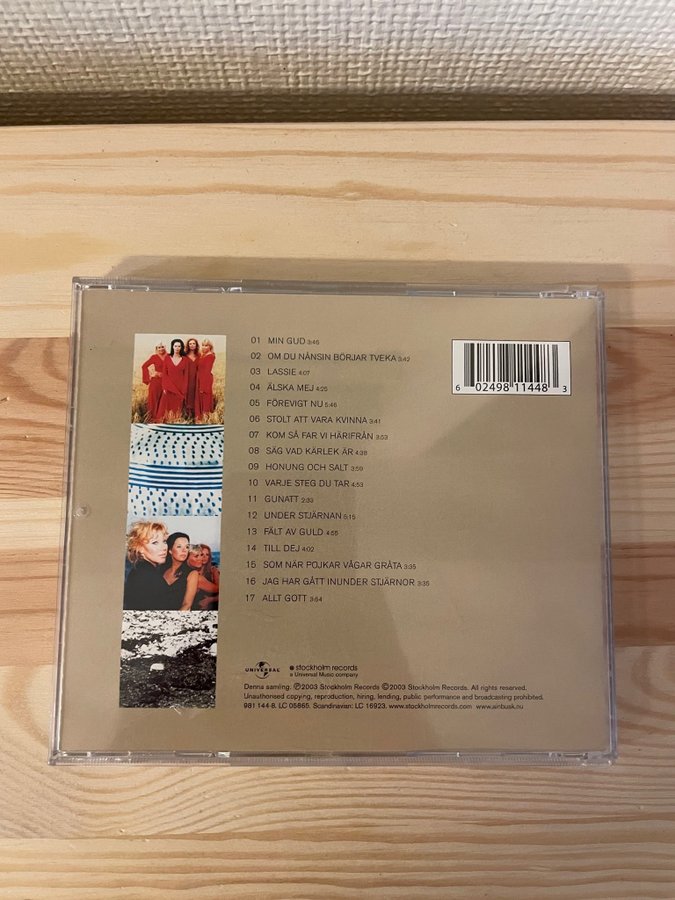 01 MIN GUD 3:46
02 OM DU NÅNSIN BÖRJAR TVEKA 3:42
03 LASSIE 4:07
04 ÄLSKA MEJ 4:25
05 FÖREVIGT NU 5:46
06 STOLT ATT VARA KVINNA 3:41
07 KOM SÅ FAR VI HÄRIFRÅN 3:53
08 SÄG VAD KÄRLEK ÄR 4:38
09 HONUNG OCH SALT 3:59
10 VARJE STEG DU TAR 4:53
11 GUNATT 2:33
12 UNDER STJÄRNAN 5:15
13 FÄLT AV GULD 4:55
14 TILL DEJ 4:02
15 SOM NÄR POJKAR VÅGAR GRÅTA 3:35
16 JAG HAR GÅTT INUNDER STJÄRNOR 3:35
17 ALLT GOTT 3:54
6 02498 11448 3
UNIVERSAL
stockholm records
a Universal Music company
Denna samling: ℗2003 Stockholm Records ©2003 Stockholm Records. All rights reserved.
Unauthorised copying, reproduction, hiring, lending, public performance and broadcasting prohibited.
981 144-8. LC 05865. Scandinavian: LC 16923. www.stockholmrecords.com www.ainbusk.nu